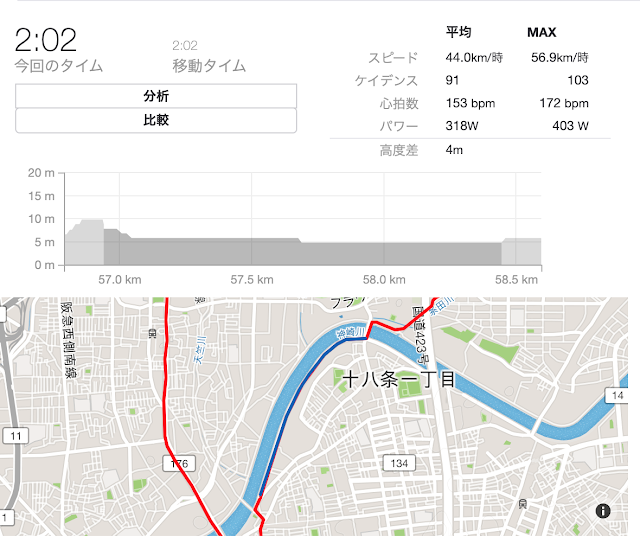 2:02
今回のタイム
2:02
移動タイム
分析
比較
平均 MAX
スピード 44.0km/時 56.9km/時
ケイデンス 91 103
心拍数 153 bpm 172 bpm
パワー 318W 403 W
高度差 4m
20 m
15 m
10 m
5 m
0 m
57.0 km 57.5 km 58.0 km 58.5 km
阪急西側南線
天竺川
神崎川
国道423号
十八条一丁目
14
11
176
134
1
i